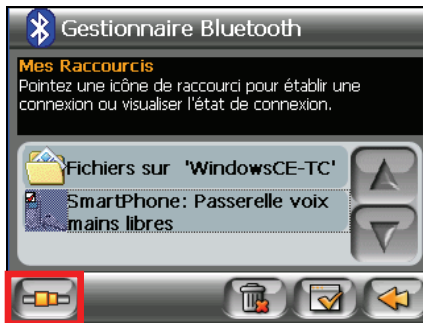 Gestionnaire Bluetooth
Mes Raccourcis
Pointez une icône de raccourci pour établir une
connexion ou visualiser l'état de connexion.
Fichiers sur 'WindowsCE-TC'
SmartPhone: Passerelle voix
mains libres